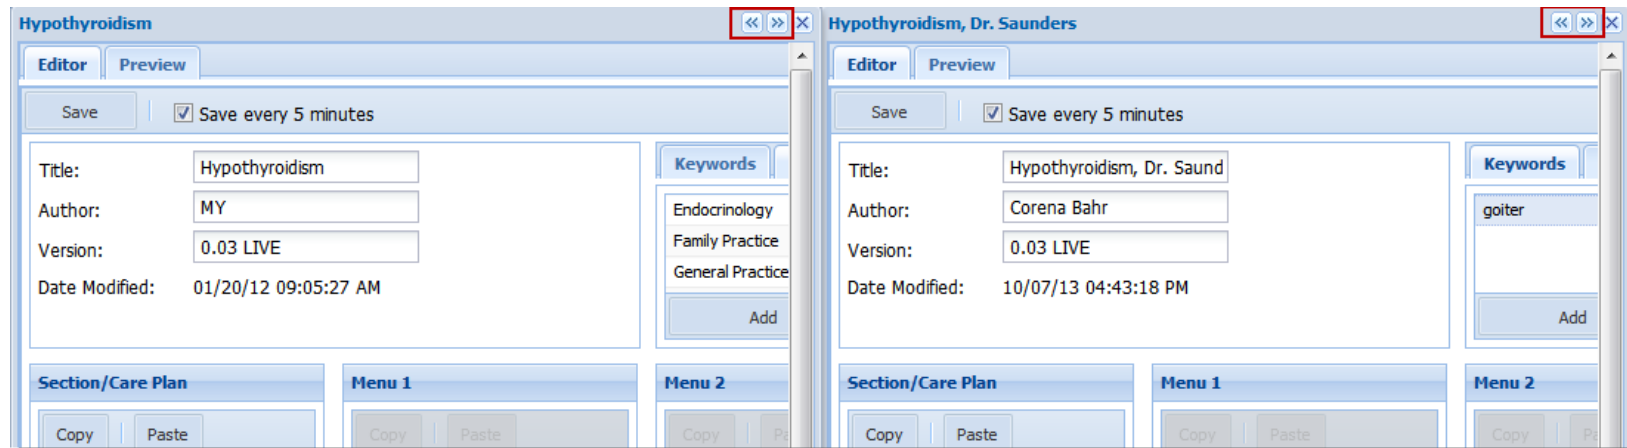 Hypothyroidism
Editor Preview
Save Save every 5 minutes
Title: Hypothyroidism
Author: MY
Version: 0.03 LIVE
Date Modified: 01/20/12 09:05:27 AM
Keywords
Endocrinology
Family Practice
General Practice
Add
Section/Care Plan
Copy Paste
Menu 1
Copy Paste
Menu 2
Copy Pa
Hypothyroidism, Dr. Saunders
Editor Preview
Save Save every 5 minutes
Title: Hypothyroidism, Dr. Saund
Author: Corena Bahr
Version: 0.03 LIVE
Date Modified: 10/07/13 04:43:18 PM
Keywords
goiter
Add
Section/Care Plan
Copy Paste
Menu 1
Copy Paste
Menu 2
Copy Pa